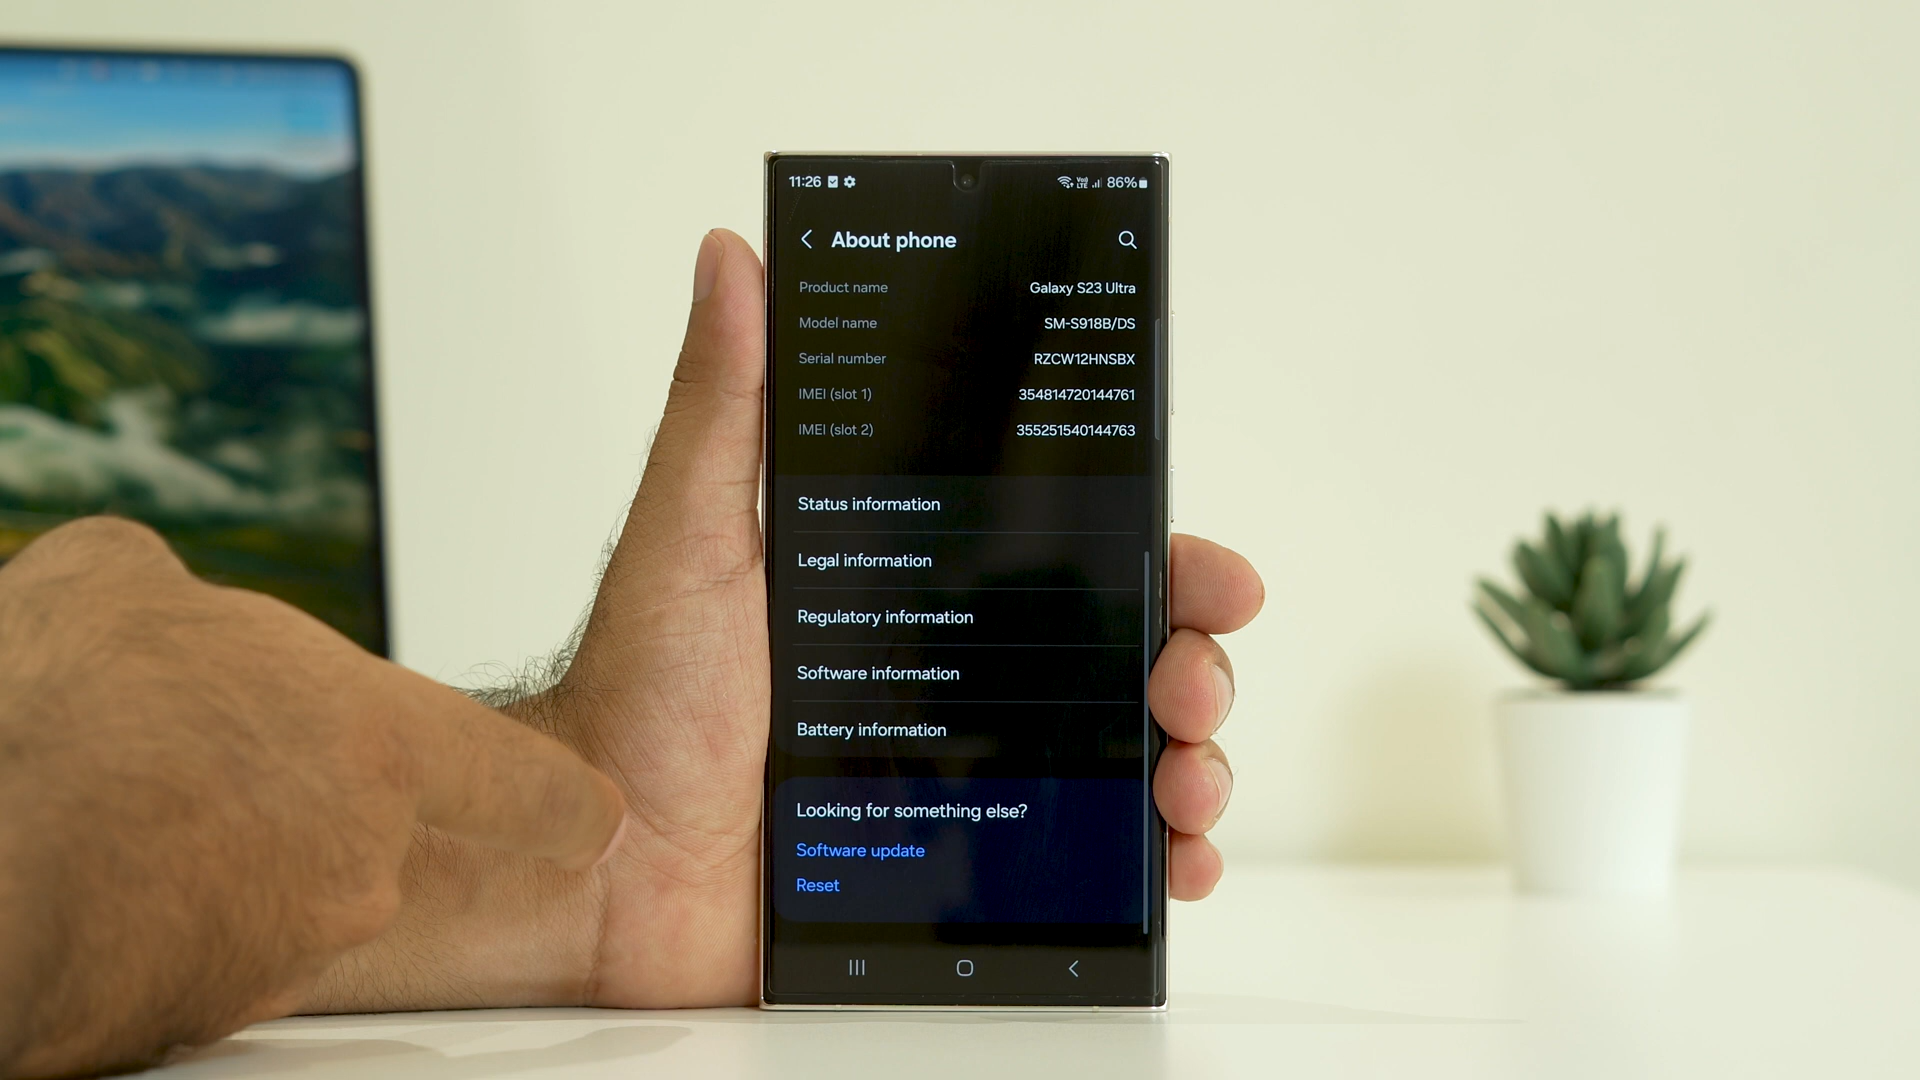 11:26 VoLTE 86%
About phone
Product name Galaxy S23 Ultra
Model name SM-S918B/DS
Serial number RZCW12HNSBX
IMEI (slot 1) 354814720144761
IMEI (slot 2) 355251540144763
Status information
Legal information
Regulatory information
Software information
Battery information
Looking for something else?
Software update
Reset